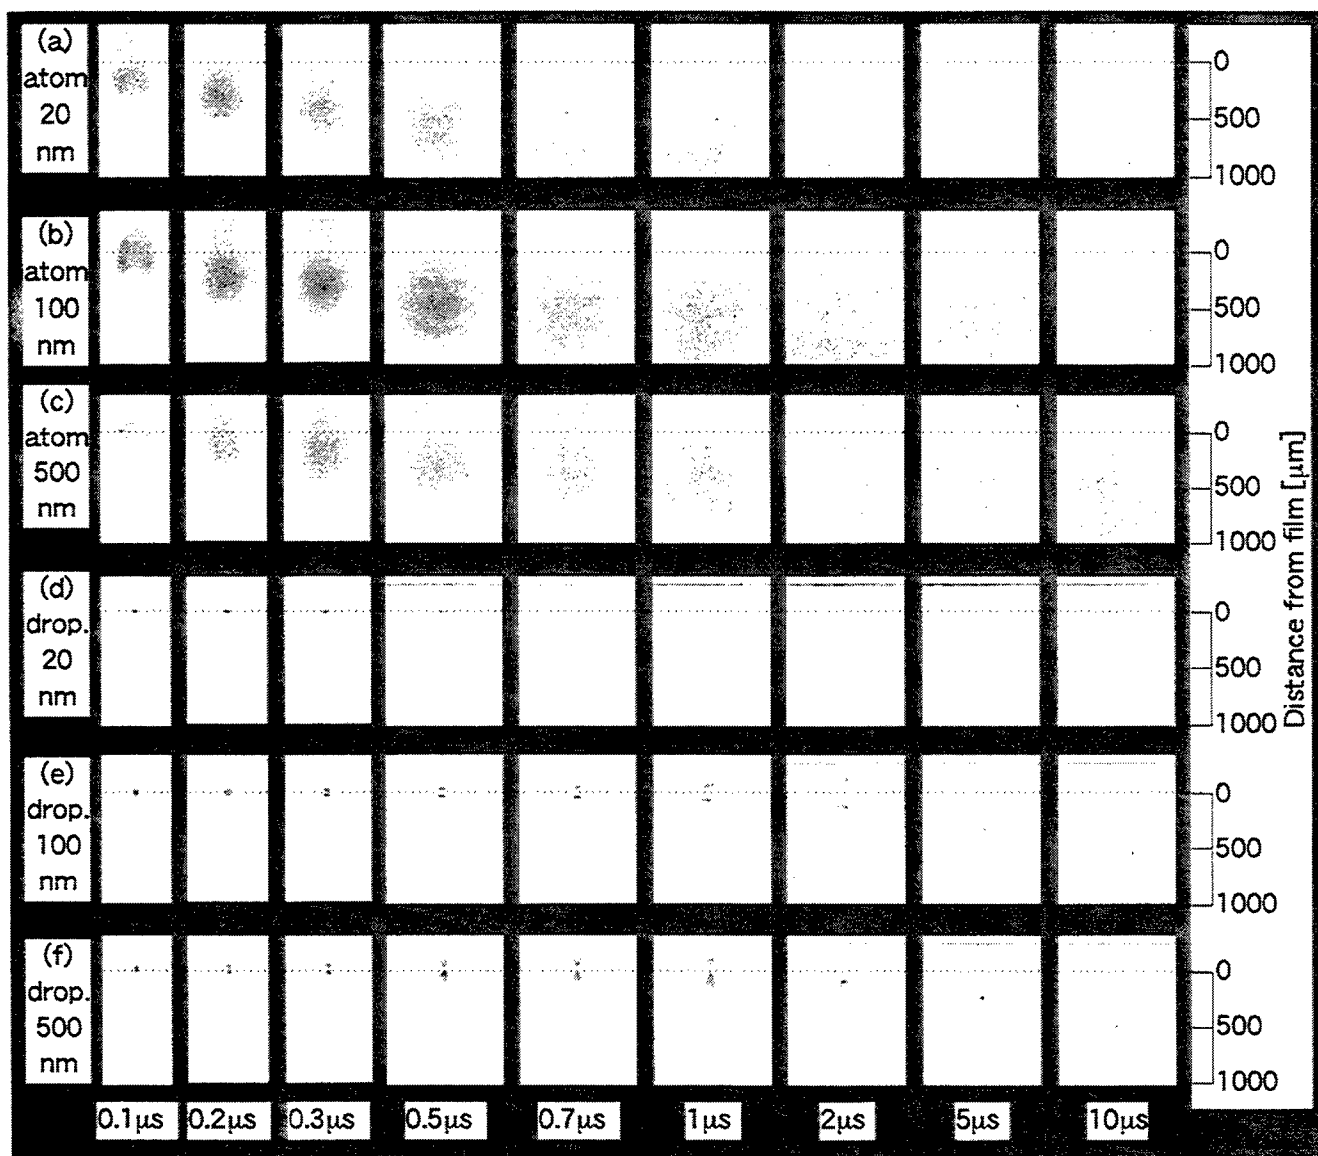 (a)
atom
20
nm
0
500
1000
(b)
atom
100
nm
0
500
1000
(c)
atom
500
nm
0
500
1000
(d)
drop.
20
nm
0
500
1000
(e)
drop.
100
nm
0
500
1000
(f)
drop.
500
nm
0
500
1000
Distance from film [μm]
0.1μs 0.2μs 0.3μs 0.5μs 0.7μs 1μs 2μs 5μs 10μs